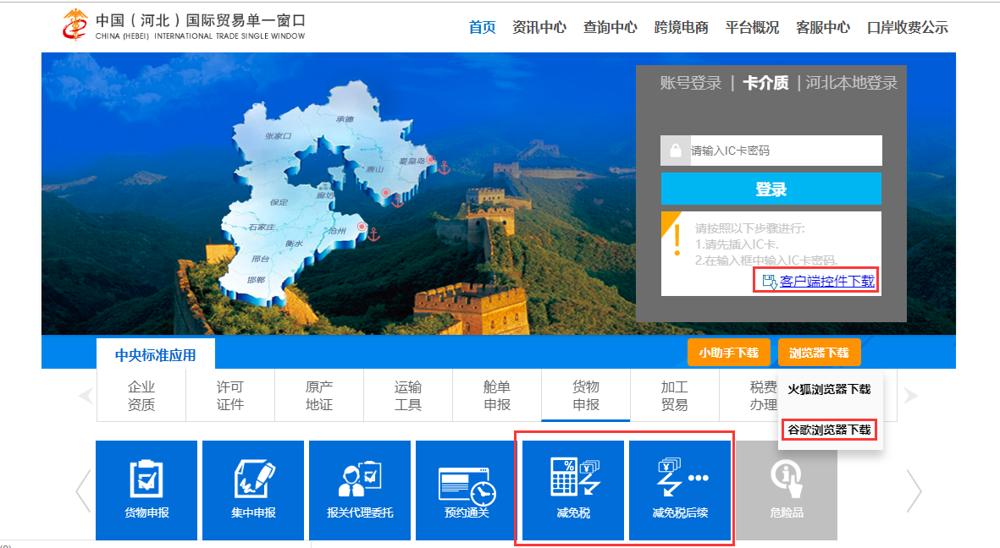 中国（河北）国际贸易单一窗口
CHINA (HEBEI) INTERNATIONAL TRADE SINGLE WINDOW
首页 资讯中心 查询中心 跨境电商 平台概况 客服中心 口岸收费公示
账号登录 | 卡介质 | 河北本地登录
请输入IC卡密码
登录
请按照以下步骤进行:
1.请先插入IC卡.
2.在输入框中输入IC卡密码.
客户端控件下载
承德
张家口
秦皇岛
唐山
廊坊
保定
石家庄
沧州
衡水
邢台
邯郸
中央标准应用
小助手下载 浏览器下载
火狐浏览器下载
谷歌浏览器下载
企业
资质
许可
证件
原产
地证
运输
工具
舱单
申报
货物
申报
加工
贸易
税费
办理
货物申报
集中申报
报关代理委托
预约通关
减免税
减免税后续
危险品